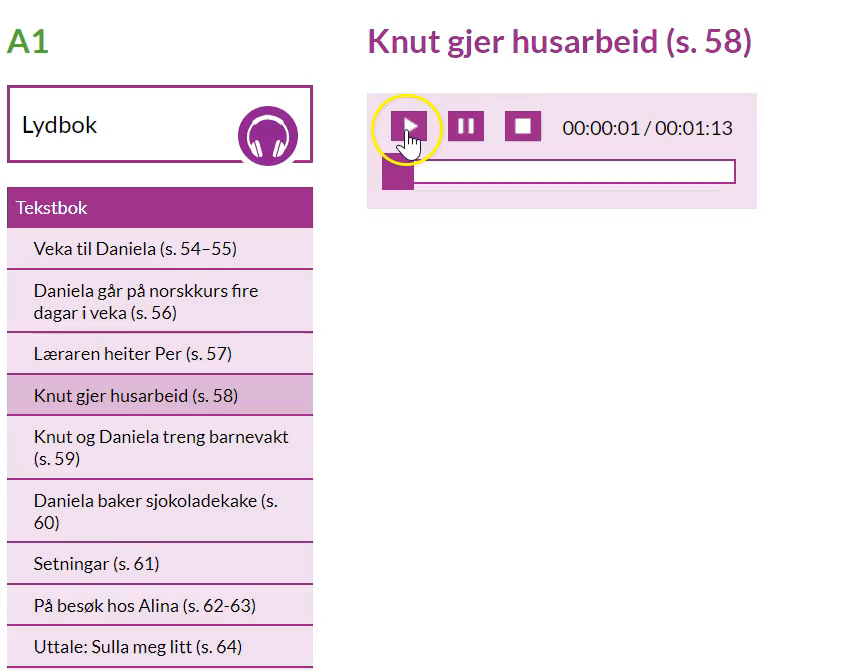 A1
Lydbok
Tekstbok
Veka til Daniela (s. 54–55)
Daniela går på norskkurs fire
dagar i veka (s. 56)
Læraren heiter Per (s. 57)
Knut gjer husarbeid (s. 58)
Knut og Daniela treng barnevakt
(s. 59)
Daniela baker sjokoladekake (s.
60)
Setningar (s. 61)
På besøk hos Alina (s. 62-63)
Uttale: Sulla meg litt (s. 64)
Knut gjer husarbeid (s. 58)
00:00:01 / 00:01:13